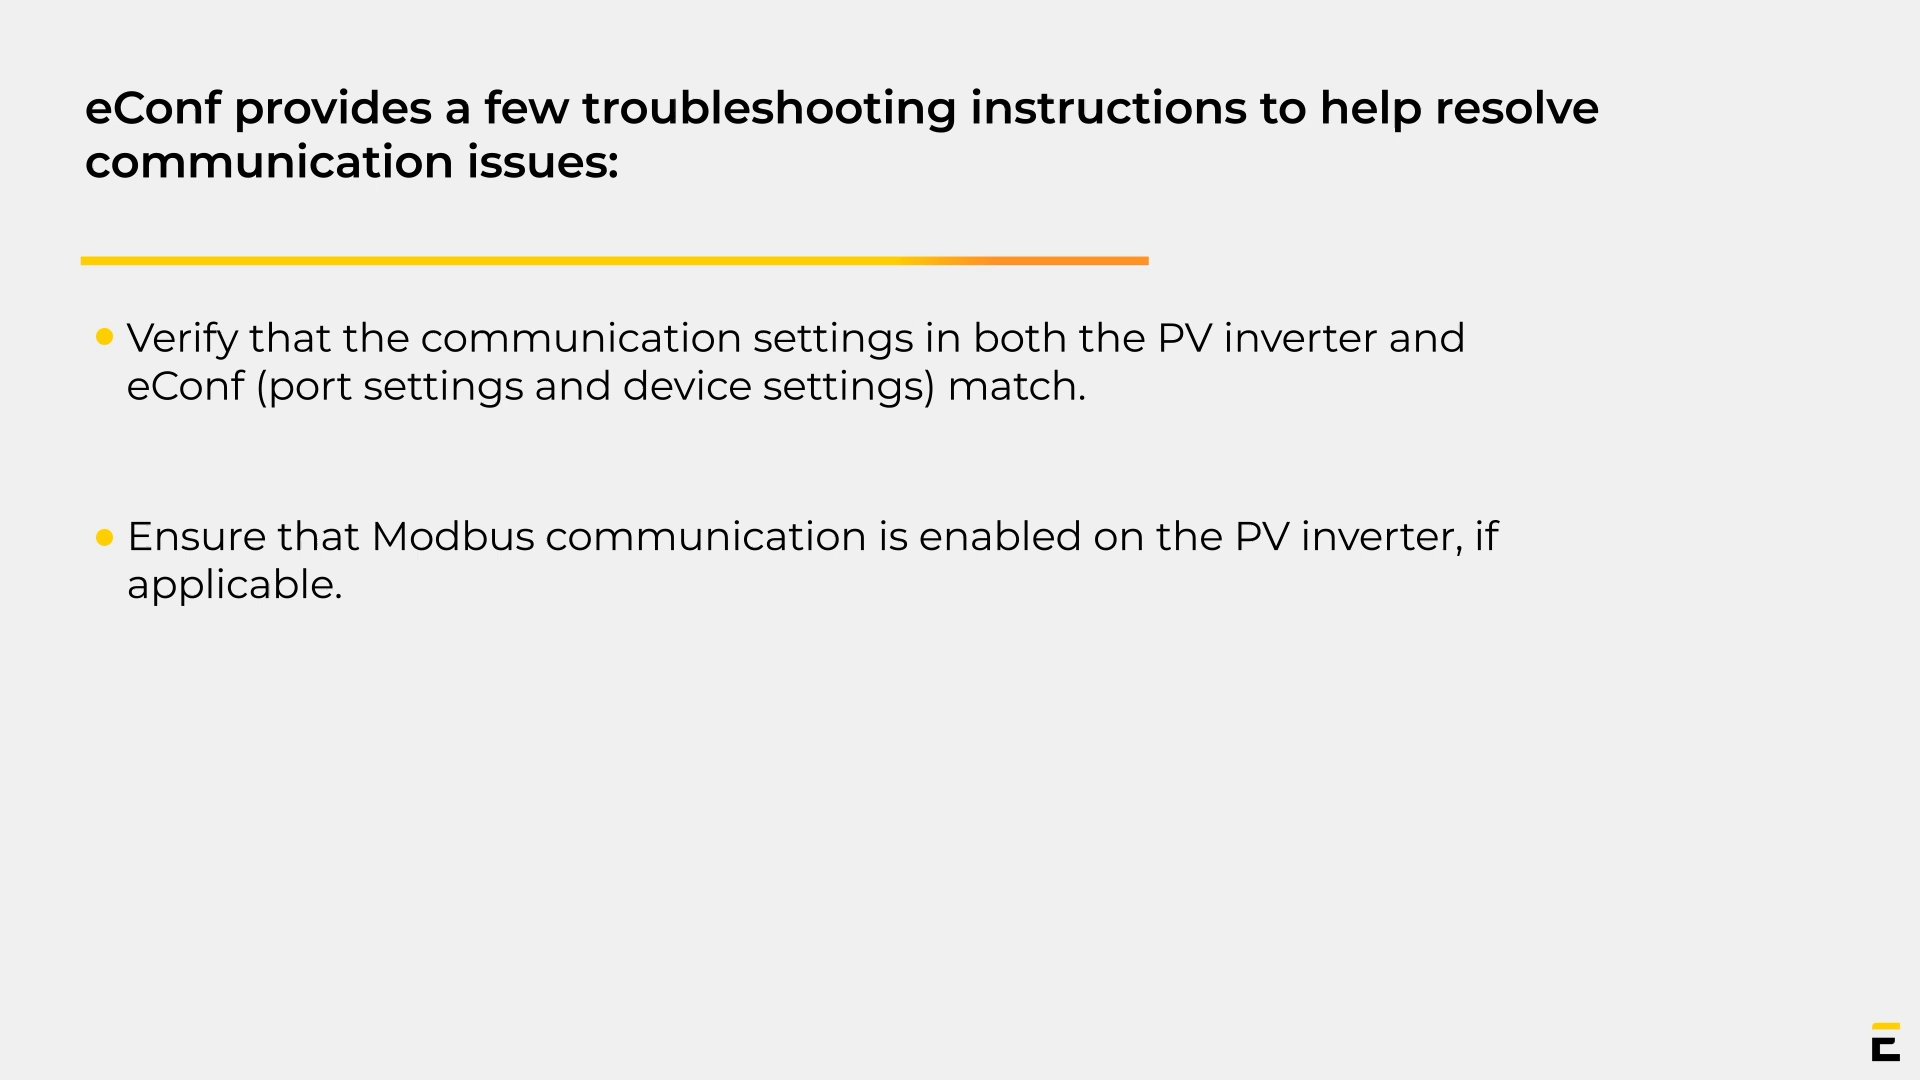 eConf provides a few troubleshooting instructions to help resolve
communication issues:
Verify that the communication settings in both the PV inverter and
eConf (port settings and device settings) match.
Ensure that Modbus communication is enabled on the PV inverter, if
applicable.